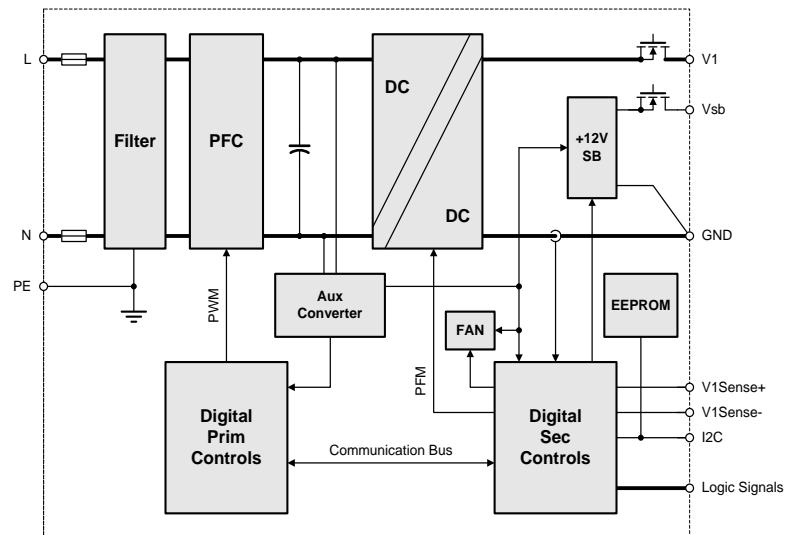 L
V1
DC
Vsb
Filter
PFC
+12V
SB
DC
N
GND
PE
PWM
Aux
Converter
EEPROM
FAN
PFM
V1Sense+
V1Sense-
I2C
Digital
Prim
Controls
Communication Bus
Digital
Sec
Controls
Logic Signals